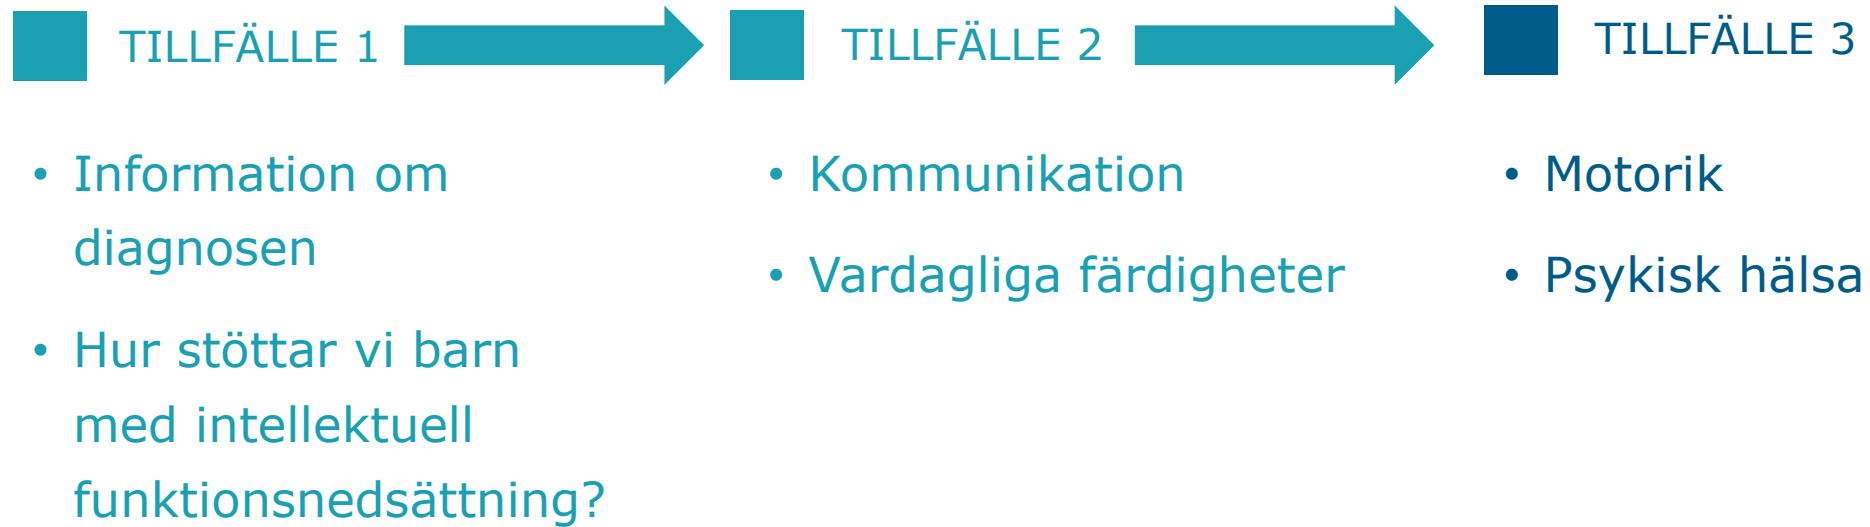 TILLFÄLLE 1
• Information om
diagnosen
• Hur stöttar vi barn
med intellektuell
funktionsnedsättning?
TILLFÄLLE 2
• Kommunikation
• Vardagliga färdigheter
TILLFÄLLE 3
• Motorik
• Psykisk hälsa